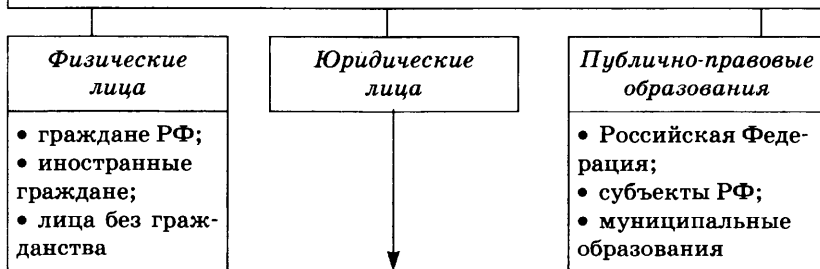 Физические
лица
• граждане РФ;
• иностранные
граждане;
• лица без граж-
данства
Юридические
лица
Публично-правовые
образования
• Российская Феде-
рация;
• субъекты РФ;
• муниципальные
образования